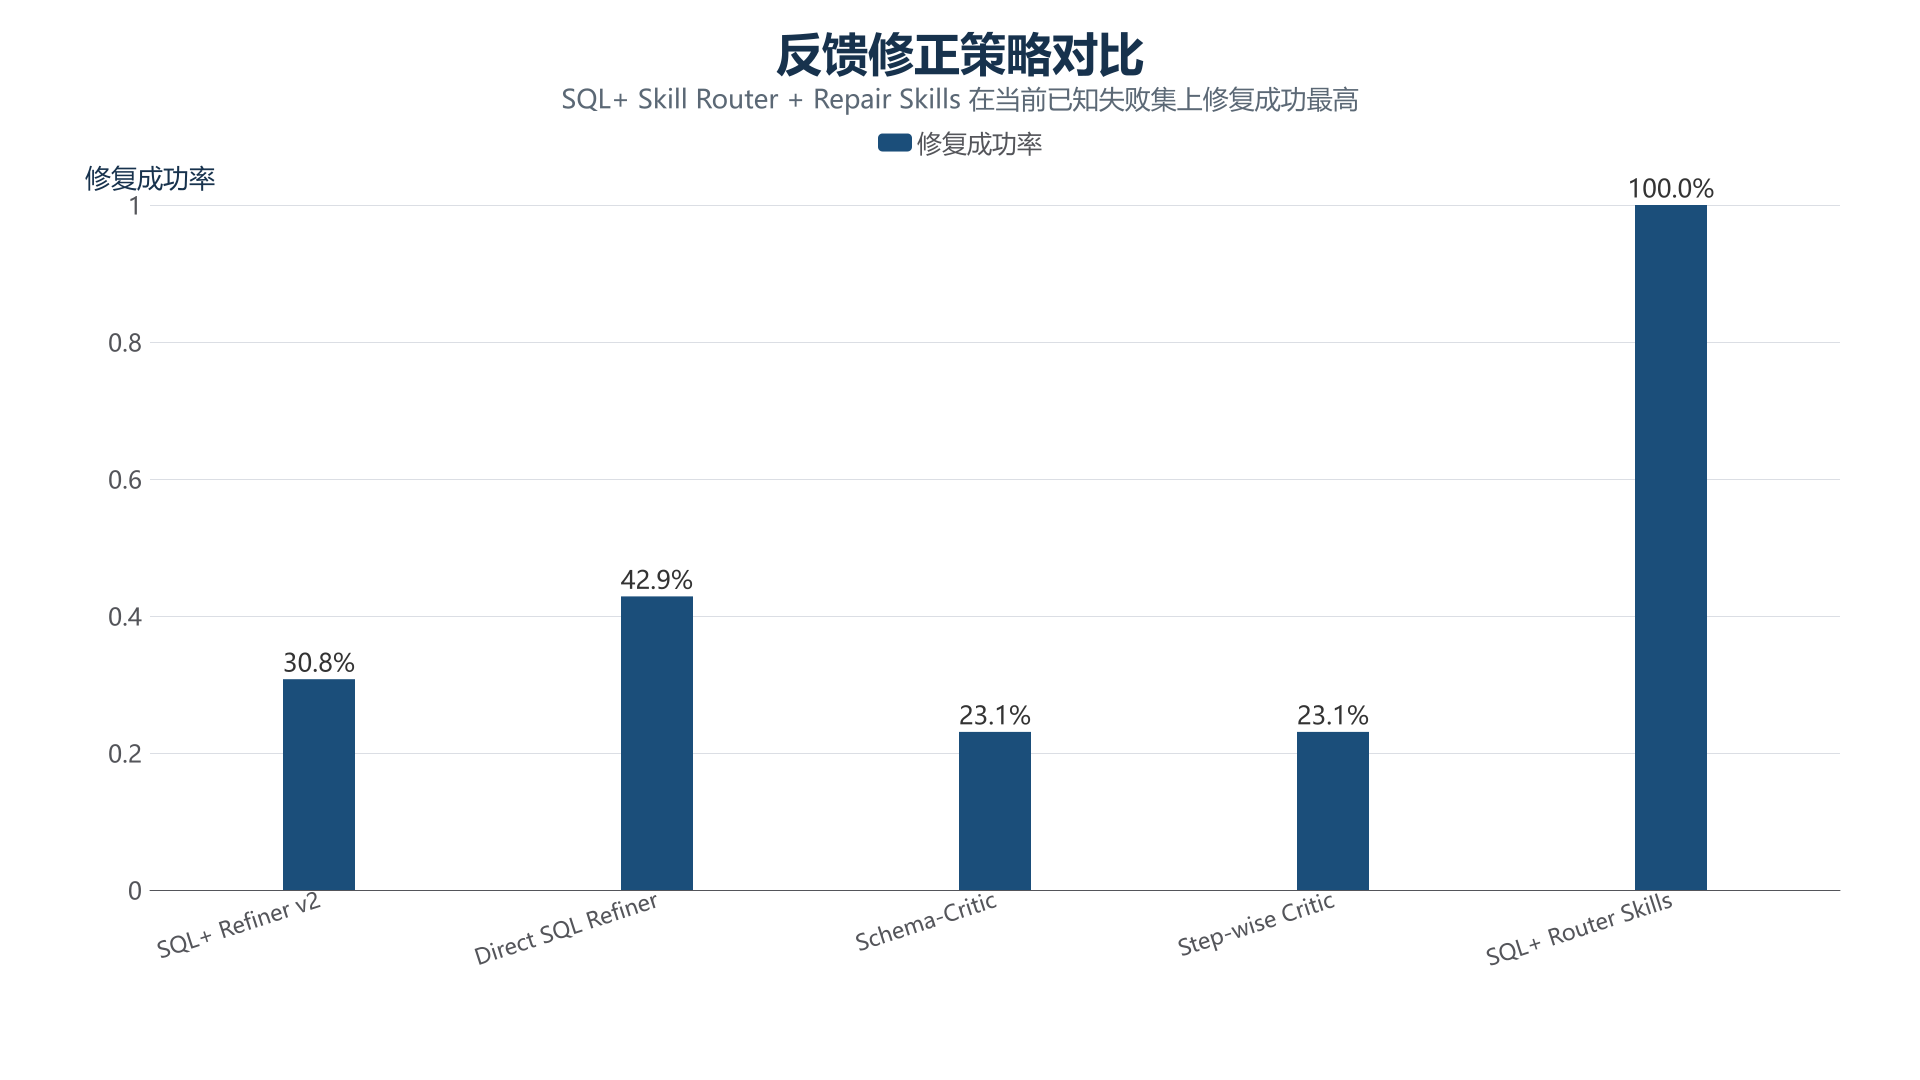 反馈修正策略对比
SQL+ Skill Router + Repair Skills 在当前已知失败集上修复成功最高
修复成功率
修复成功率
1
0.8
0.6
0.4
0.2
0
30.8%
42.9%
23.1%
23.1%
100.0%
SQL+ Refiner v2
Direct SQL Refiner
Schema-Critic
Step-wise Critic
SQL+ Router Skills